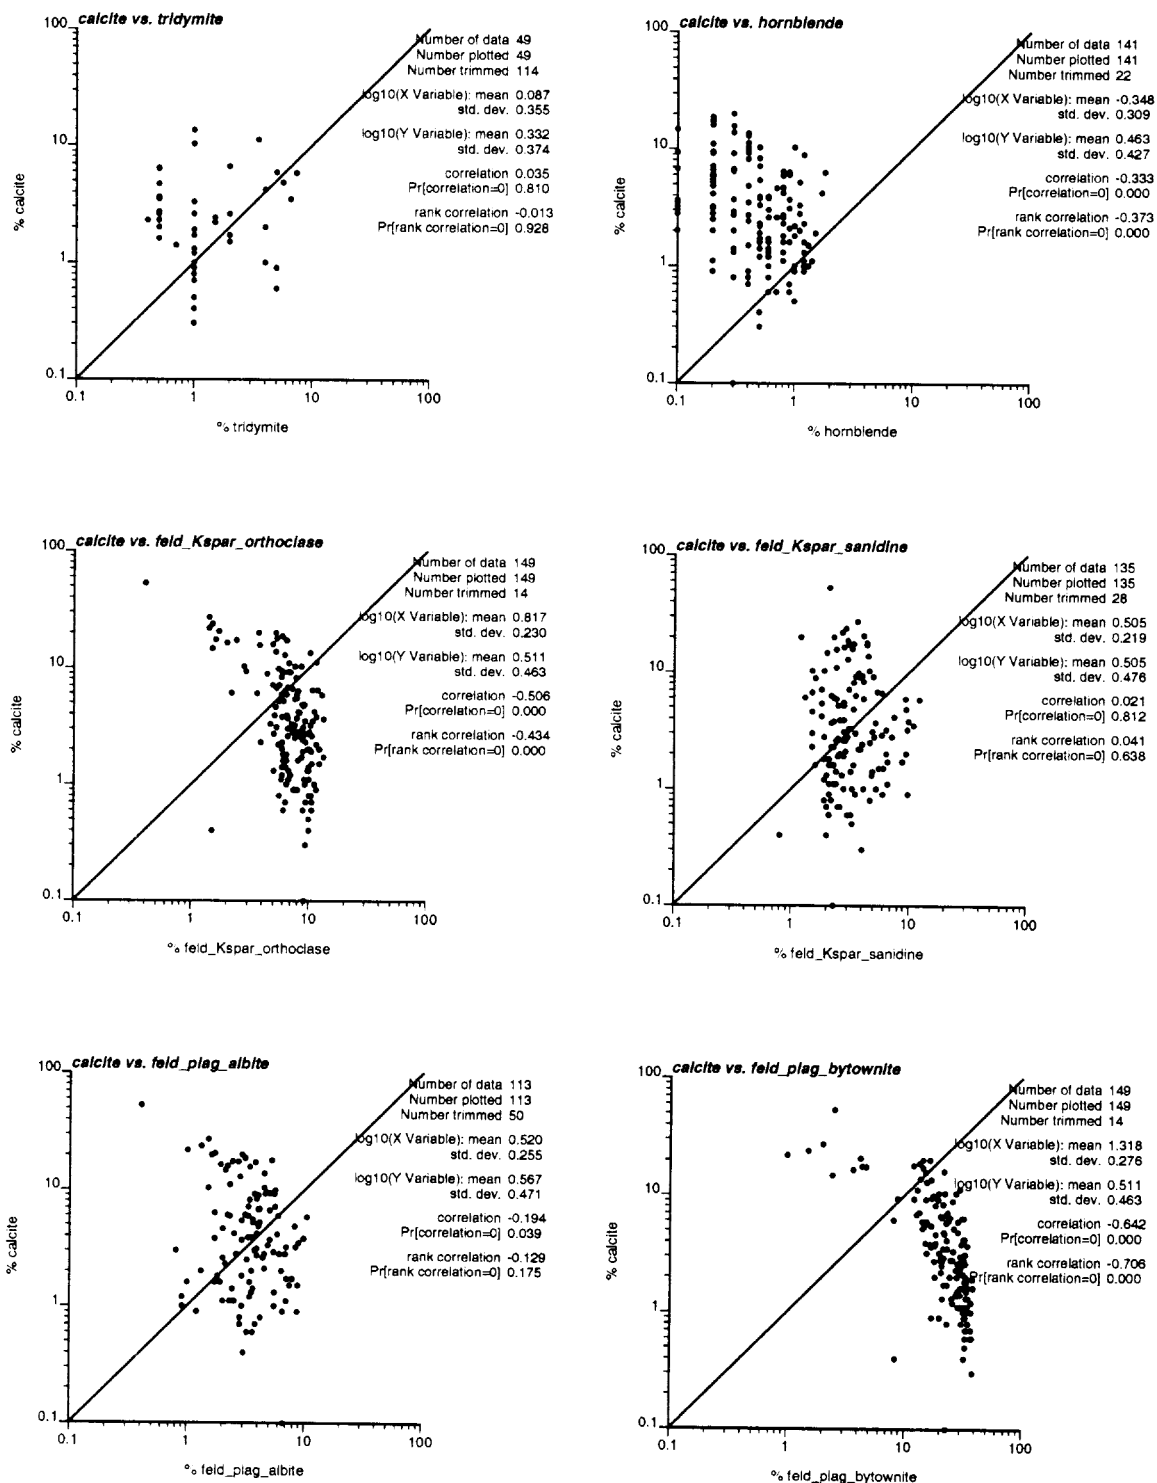 calcite vs. tridymite
Number of data 49
Number plotted 49
Number trimmed 114
log10(X Variable): mean 0.087
std. dev. 0.355
log10(Y Variable): mean 0.332
std. dev. 0.374
correlation 0.035
Pr[correlation=0] 0.810
rank correlation -0.013
Pr[rank correlation=0] 0.928
100
10
1
0.1
% calcite
0.1 1 10 100
% tridymite
calcite vs. hornblende
Number of data 141
Number plotted 141
Number trimmed 22
log10(X Variable): mean -0.348
std. dev. 0.309
log10(Y Variable): mean 0.463
std. dev. 0.427
correlation -0.333
Pr[correlation=0] 0.000
rank correlation -0.373
Pr[rank correlation=0] 0.000
100
10
1
0.1
% calcite
0.1 1 10 100
% hornblende
calcite vs. feld_Kspar_orthoclase
Number of data 149
Number plotted 149
Number trimmed 14
log10(X Variable): mean 0.817
std. dev. 0.230
log10(Y Variable): mean 0.511
std. dev. 0.463
correlation -0.506
Pr[correlation=0] 0.000
rank correlation -0.434
Pr[rank correlation=0] 0.000
100
10
1
0.1
% calcite
0.1 1 10 100
% feld_Kspar_orthoclase
calcite vs. feld_Kspar_sanidine
Number of data 135
Number plotted 135
Number trimmed 28
log10(X Variable): mean 0.505
std. dev. 0.219
log10(Y Variable): mean 0.505
std. dev. 0.476
correlation 0.021
Pr[correlation=0] 0.812
rank correlation 0.041
Pr[rank correlation=0] 0.638
100
10
1
0.1
% calcite
0.1 1 10 100
% feld_Kspar_sanidine
calcite vs. feld_plag_albite
Number of data 113
Number plotted 113
Number trimmed 50
log10(X Variable): mean 0.520
std. dev. 0.255
log10(Y Variable): mean 0.567
std. dev. 0.471
correlation -0.194
Pr[correlation=0] 0.039
rank correlation -0.129
Pr[rank correlation=0] 0.175
100
10
1
0.1
% calcite
0.1 1 10 100
% feld_plag_albite
calcite vs. feld_plag_bytownite
Number of data 149
Number plotted 149
Number trimmed 14
log10(X Variable): mean 1.318
std. dev. 0.276
log10(Y Variable): mean 0.511
std. dev. 0.463
correlation -0.642
Pr[correlation=0] 0.000
rank correlation -0.706
Pr[rank correlation=0] 0.000
100
10
1
0.1
% calcite
0.1 1 10 100
% feld_plag_bytownite